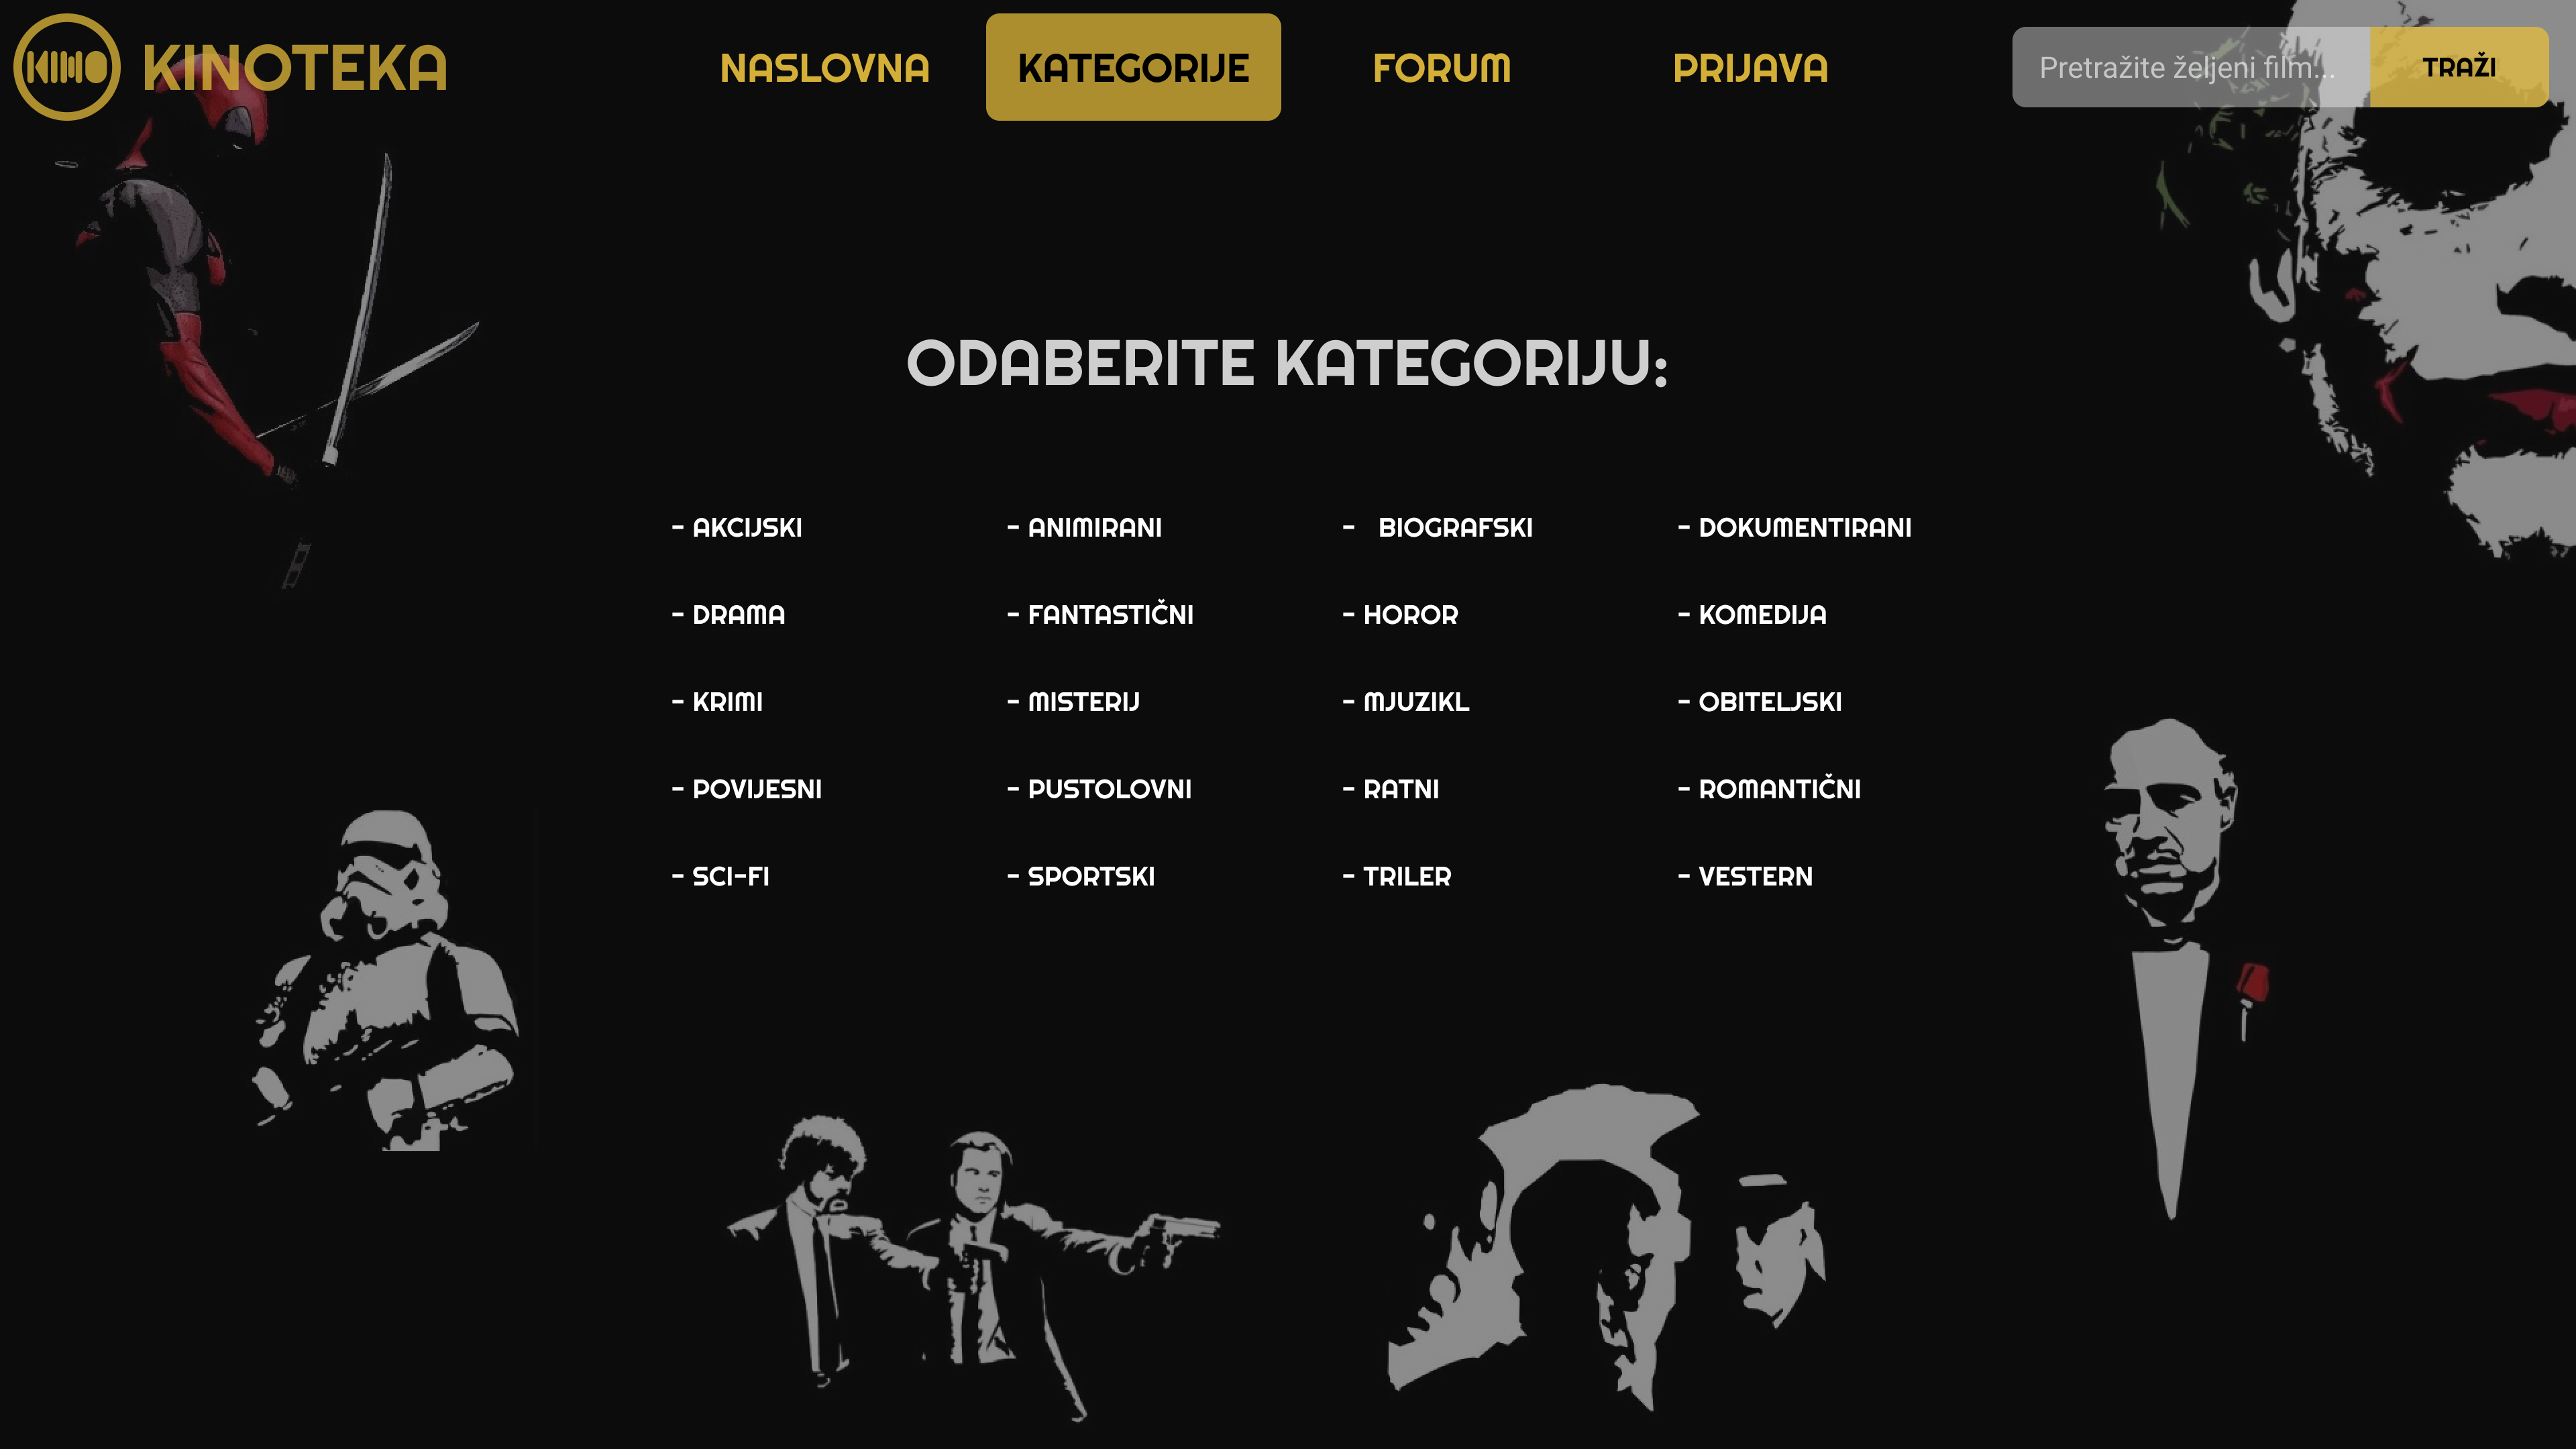 KINO KINOTEKA NASLOVNA KATEGORIJE FORUM PRIJAVA Pretražite željeni film... TRAŽI
ODABERITE KATEGORIJU:
- AKCIJSKI - ANIMIRANI - BIOGRAFSKI - DOKUMENTIRANI
- DRAMA - FANTASTIČNI - HOROR - KOMEDIJA
- KRIMI - MISTERIJ - MJUZIKL - OBITELJSKI
- POVIJESNI - PUSTOLOVNI - RATNI - ROMANTIČNI
- SCI-FI - SPORTSKI - TRILER - VESTERN